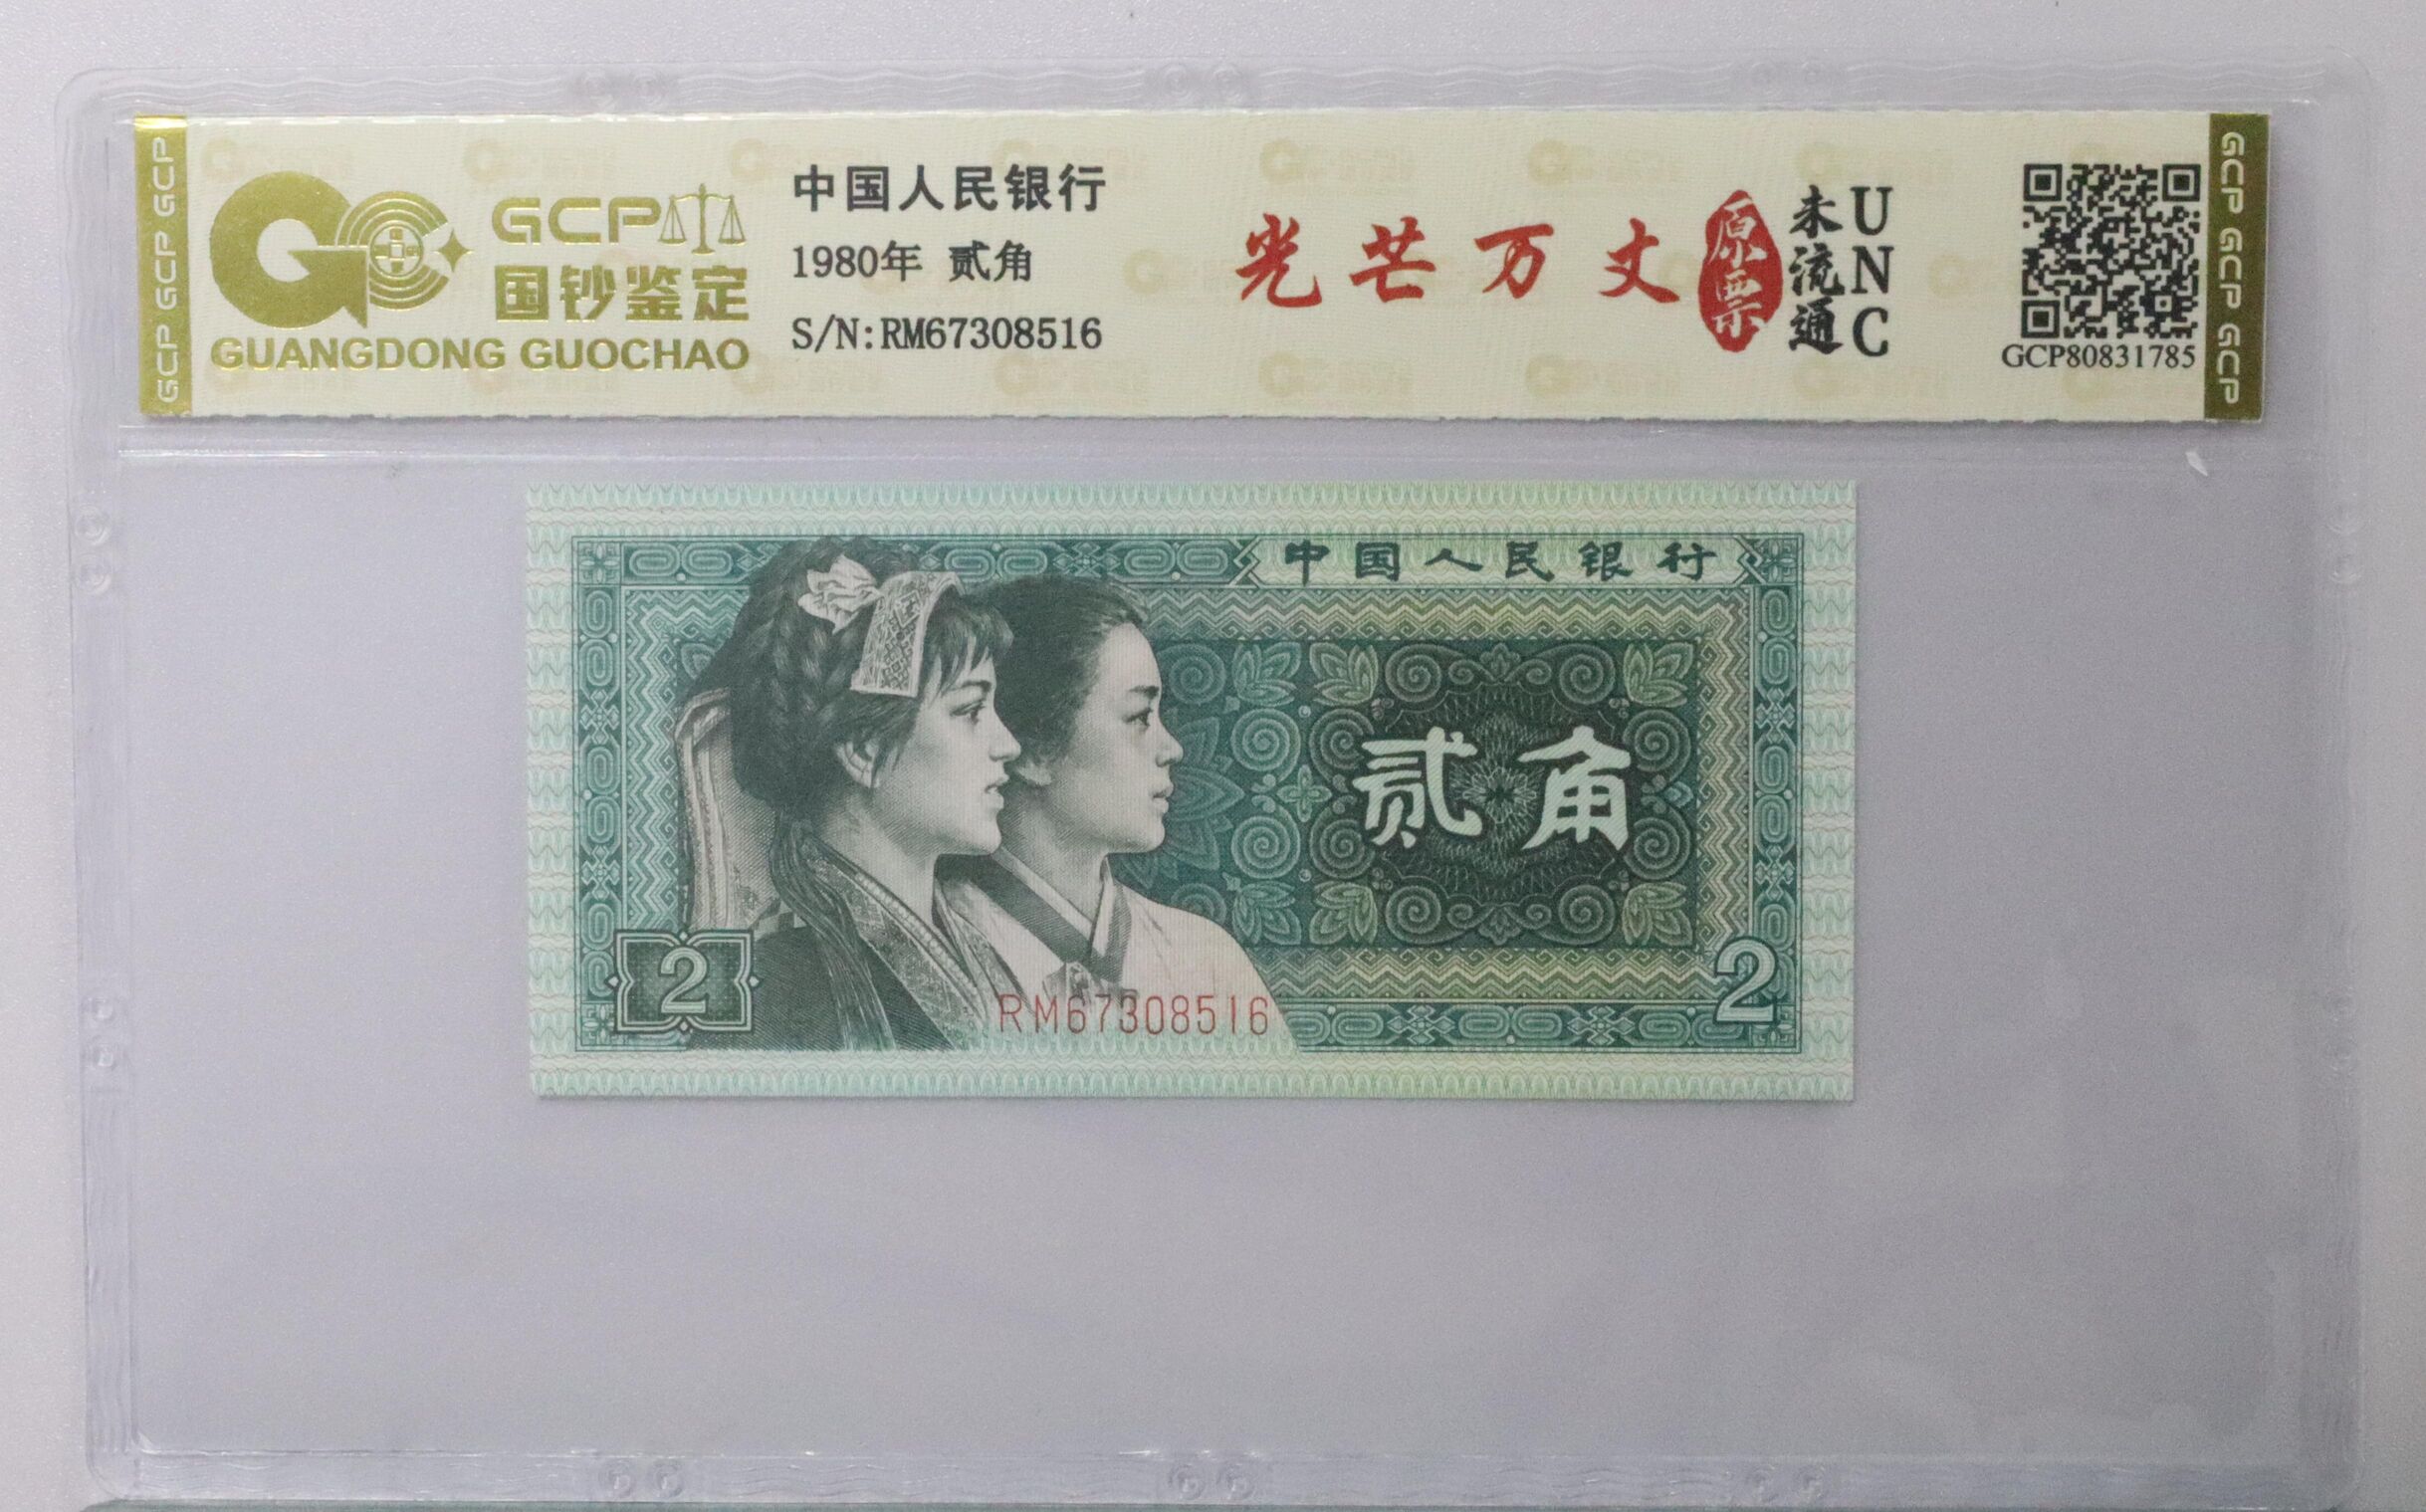 GCP GCP GCP
GCP
国钞鉴定
GUANGDONG GUOCHAO
中国人民银行
1980年 贰角
S/N:RM67308516
光芒万丈
原票
未流通
UNC
GCP80831785
GCP GCP GCP
中国人民银行
贰角
2
RM67308516
2